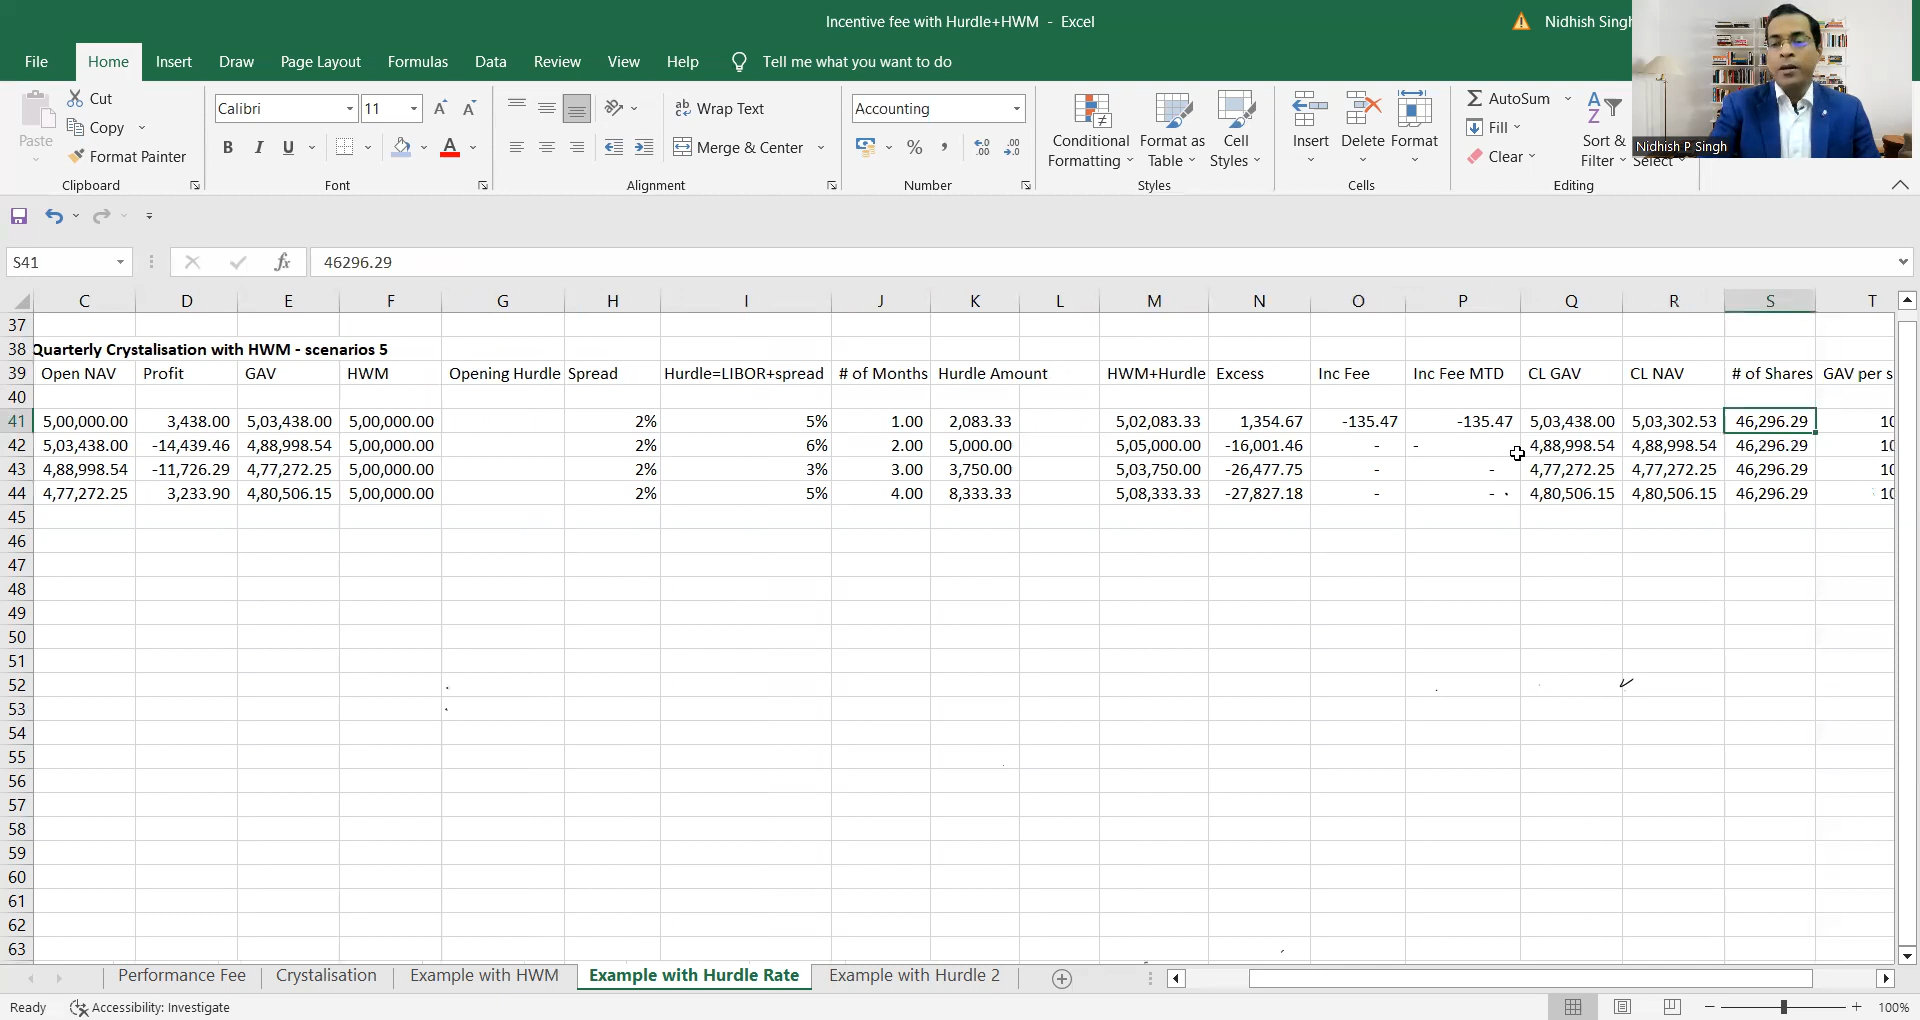 Incentive fee with Hurdle+HWM - Excel
Nidhish Singh
File Home Insert Draw Page Layout Formulas Data Review View Help Tell me what you want to do
Paste
Cut
Copy
Format Painter
Clipboard
Calibri 11
B I U
Font
Wrap Text
Merge & Center
Alignment
Accounting
%
Number
Conditional Formatting
Format as Table
Cell Styles
Styles
Insert Delete Format
Cells
AutoSum
Fill
Clear
Sort & Filter
Select
Editing
Nidhish P Singh
S41 fx 46296.29
C D E F G H I J K L M N O P Q R S T
37
38 Quarterly Crystalisation with HWM - scenarios 5
39 Open NAV Profit GAV HWM Opening Hurdle Spread Hurdle=LIBOR+spread # of Months Hurdle Amount HWM+Hurdle Excess Inc Fee Inc Fee MTD CL GAV CL NAV # of Shares GAV per s
40
41 5,00,000.00 3,438.00 5,03,438.00 5,00,000.00 2% 5% 1.00 2,083.33 5,02,083.33 1,354.67 -135.47 -135.47 5,03,438.00 5,03,302.53 46,296.29 10
42 5,03,438.00 -14,439.46 4,88,998.54 5,00,000.00 2% 6% 2.00 5,000.00 5,05,000.00 -16,001.46 - - 4,88,998.54 4,88,998.54 46,296.29 10
43 4,88,998.54 -11,726.29 4,77,272.25 5,00,000.00 2% 3% 3.00 3,750.00 5,03,750.00 -26,477.75 - - 4,77,272.25 4,77,272.25 46,296.29 10
44 4,77,272.25 3,233.90 4,80,506.15 5,00,000.00 2% 5% 4.00 8,333.33 5,08,333.33 -27,827.18 - - 4,80,506.15 4,80,506.15 46,296.29 10
45
46
47
48
49
50
51
52
53
54
55
56
57
58
59
60
61
62
63
Performance Fee Crystalisation Example with HWM Example with Hurdle Rate Example with Hurdle 2
Ready Accessibility: Investigate 100%